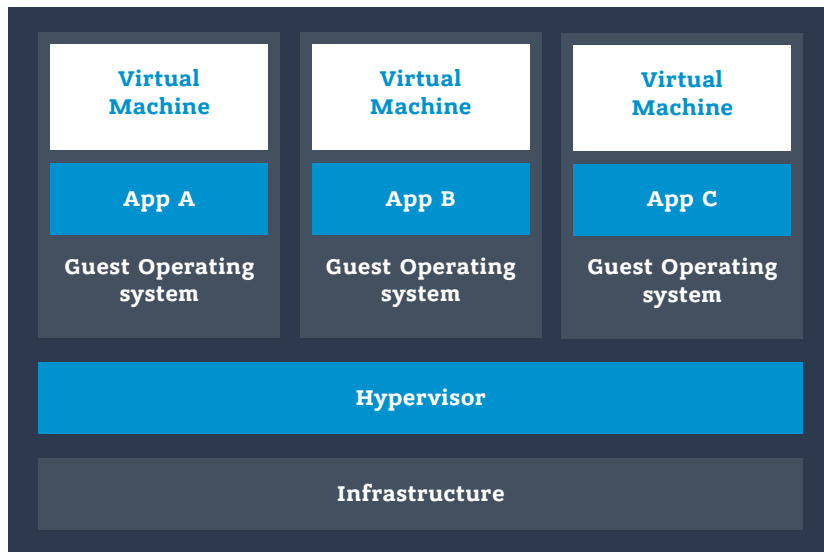 Virtual
Machine
App A
Guest Operating
system
Virtual
Machine
App B
Guest Operating
system
Virtual
Machine
App C
Guest Operating
system
Hypervisor
Infrastructure